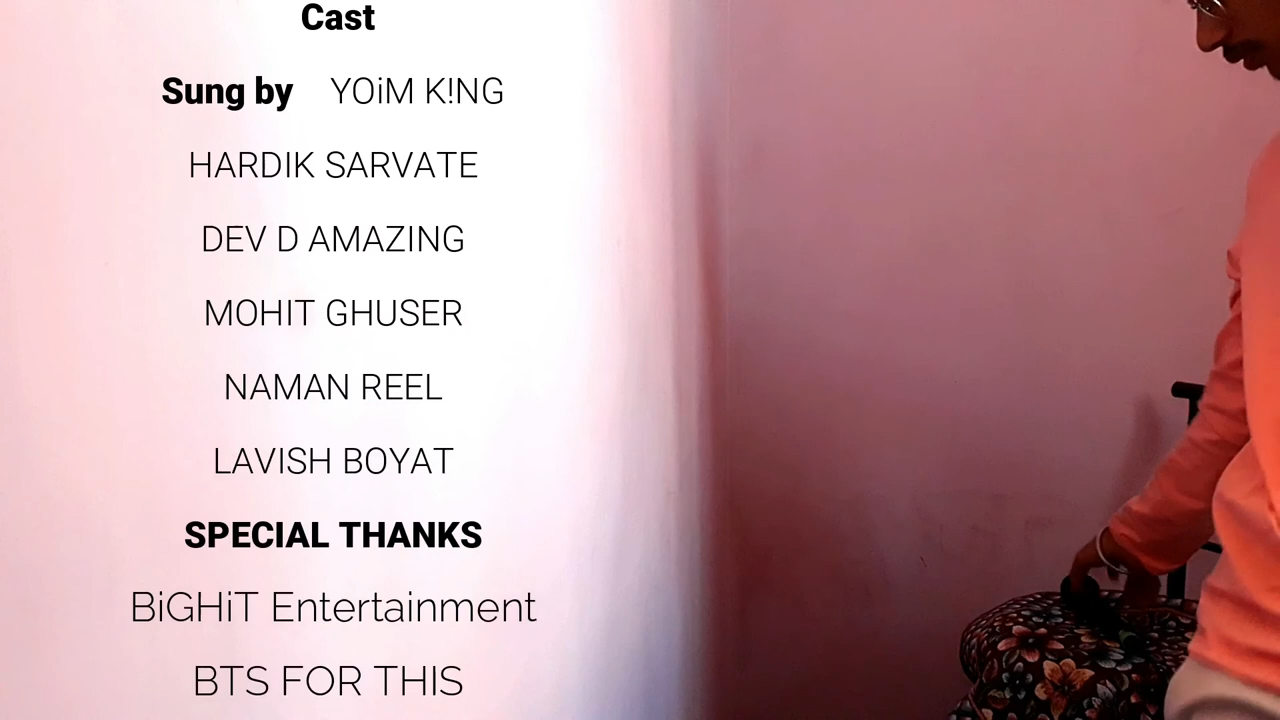 Cast
Sung by YOiM K!NG
HARDIK SARVATE
DEV D AMAZING
MOHIT GHUSER
NAMAN REEL
LAVISH BOYAT
SPECIAL THANKS
BiGHiT Entertainment
BTS FOR THIS